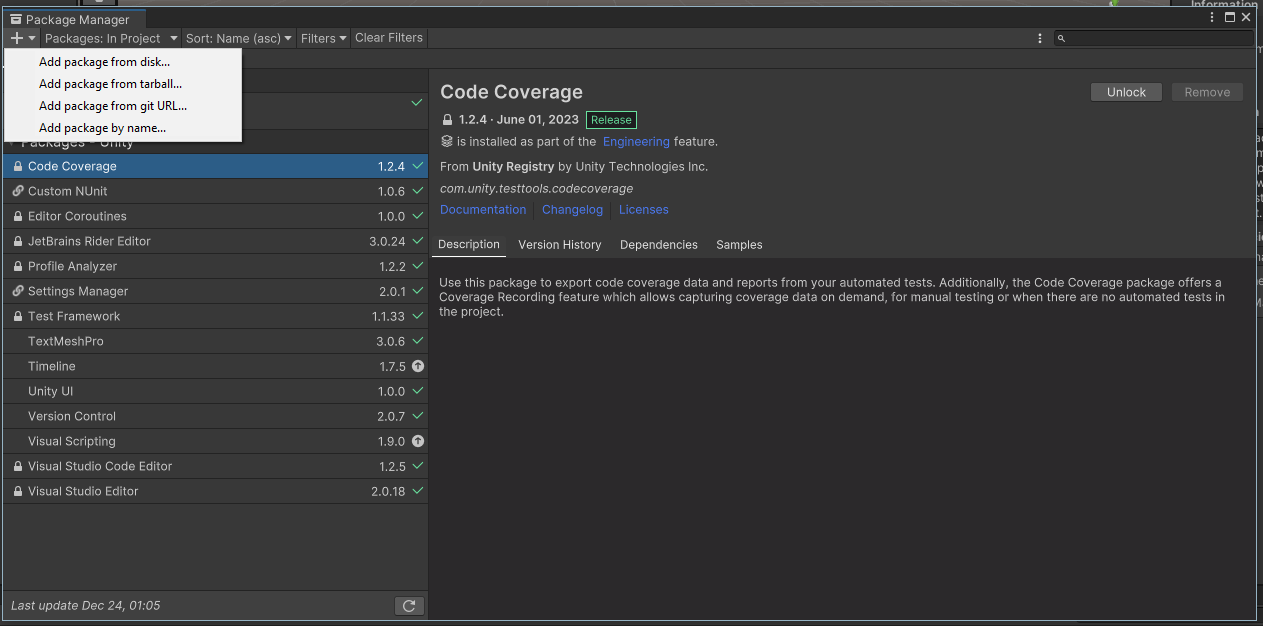 Information
Package Manager
Packages: In Project
Sort: Name (asc)
Filters
Clear Filters
Add package from disk...
Add package from tarball...
Add package from git URL...
Add package by name...
Packages - Unity
Code Coverage 1.2.4
Custom NUnit 1.0.6
Editor Coroutines 1.0.0
JetBrains Rider Editor 3.0.24
Profile Analyzer 1.2.2
Settings Manager 2.0.1
Test Framework 1.1.33
TextMeshPro 3.0.6
Timeline 1.7.5
Unity UI 1.0.0
Version Control 2.0.7
Visual Scripting 1.9.0
Visual Studio Code Editor 1.2.5
Visual Studio Editor 2.0.18
Last update Dec 24, 01:05
Code Coverage
Unlock
Remove
1.2.4 · June 01, 2023 Release
is installed as part of the Engineering feature.
From Unity Registry by Unity Technologies Inc.
com.unity.testtools.codecoverage
Documentation Changelog Licenses
Description Version History Dependencies Samples
Use this package to export code coverage data and reports from your automated tests. Additionally, the Code Coverage package offers a
Coverage Recording feature which allows capturing coverage data on demand, for manual testing or when there are no automated tests in
the project.